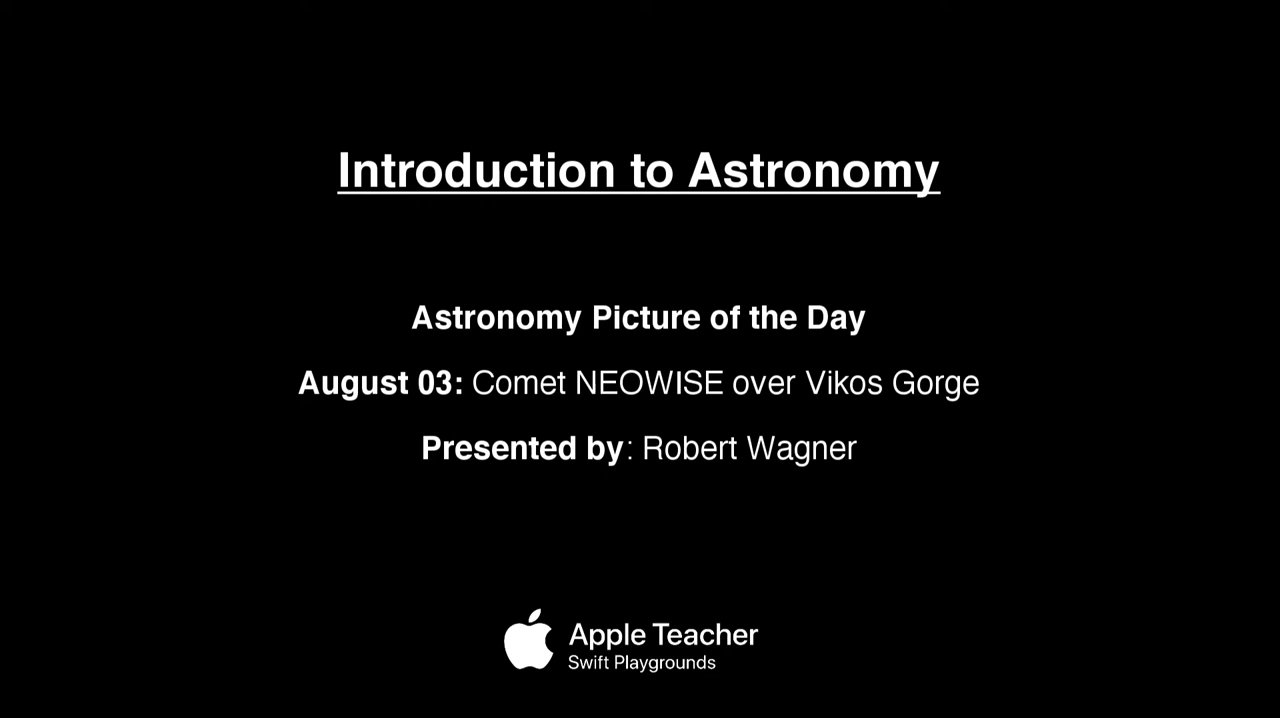 Introduction to Astronomy
Astronomy Picture of the Day
August 03: Comet NEOWISE over Vikos Gorge
Presented by: Robert Wagner
Apple Teacher
Swift Playgrounds